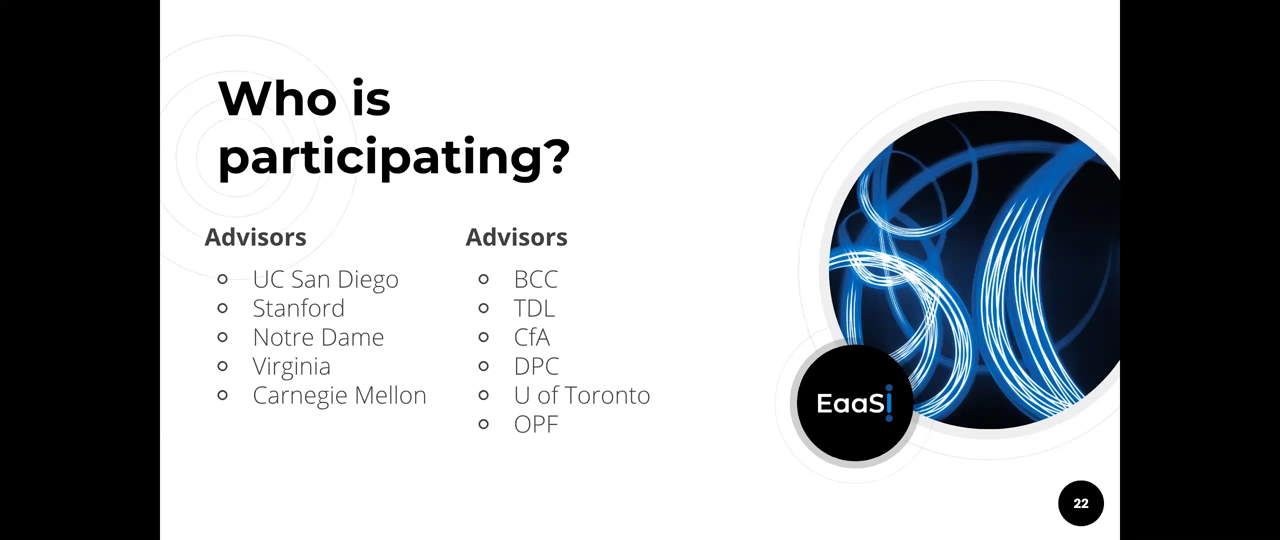 Who is
participating?
Advisors
UC San Diego
Stanford
Notre Dame
Virginia
Carnegie Mellon
Advisors
BCC
TDL
CfA
DPC
U of Toronto
OPF
EaaSi
22